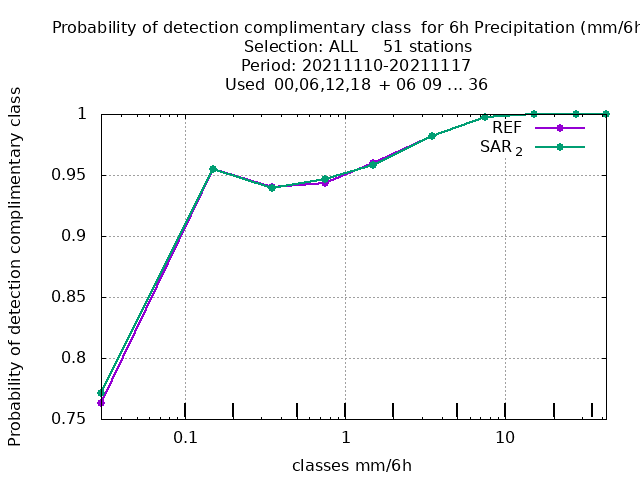 Probability of detection complimentary class  for 6h Precipitation (mm/6h
Selection: ALL     51 stations
Period: 20211110-20211117
Used  00,06,12,18 + 06 09 ... 36
Probability of detection complimentary class
1
0.95
0.9
0.85
0.8
0.75
REF
SAR 2
0.1
1
10
classes mm/6h